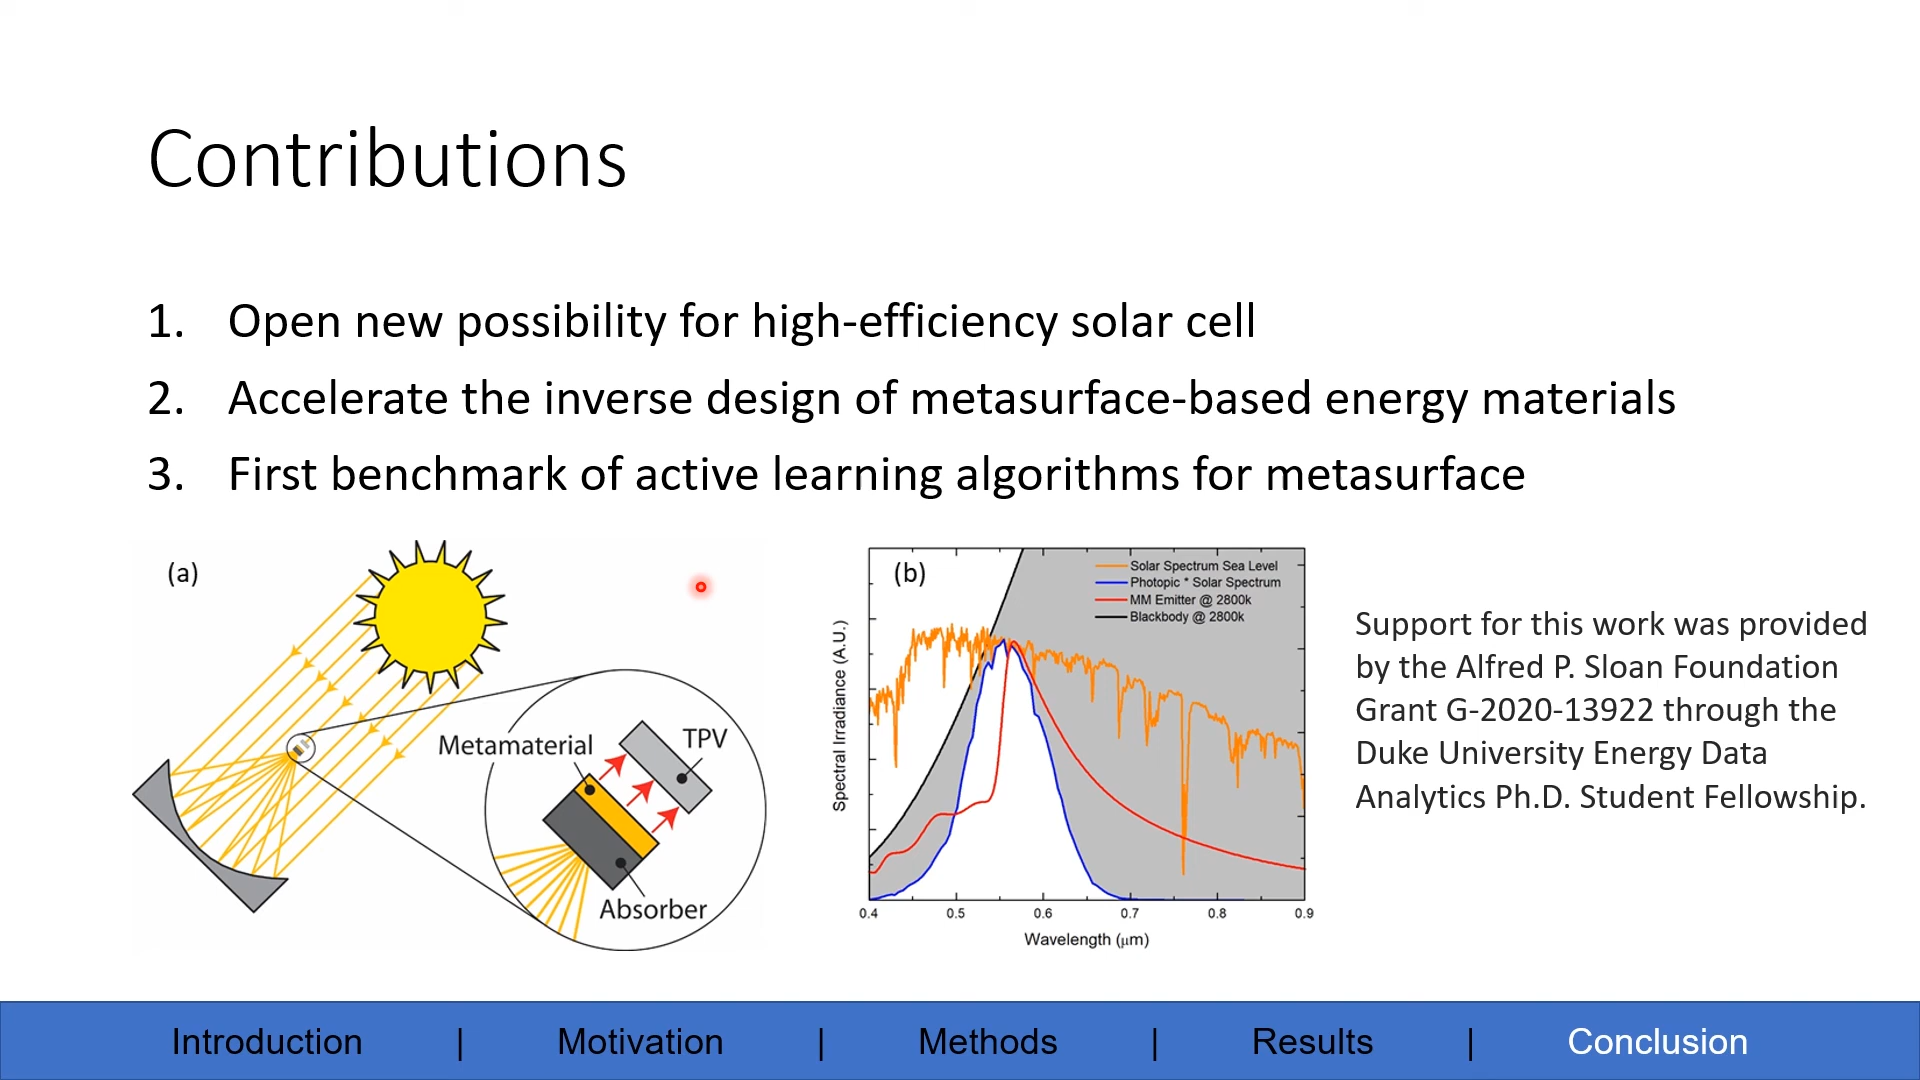 Contributions
1. Open new possibility for high-efficiency solar cell
2. Accelerate the inverse design of metasurface-based energy materials
3. First benchmark of active learning algorithms for metasurface
(a)
Metamaterial
TPV
Absorber
(b)
Solar Spectrum Sea Level
Photopic * Solar Spectrum
MM Emitter @ 2800k
Blackbody @ 2800k
Spectral Irradiance (A.U.)
0.4 0.5 0.6 0.7 0.8 0.9
Wavelength (μm)
Support for this work was provided
by the Alfred P. Sloan Foundation
Grant G-2020-13922 through the
Duke University Energy Data
Analytics Ph.D. Student Fellowship.
Introduction | Motivation | Methods | Results | Conclusion